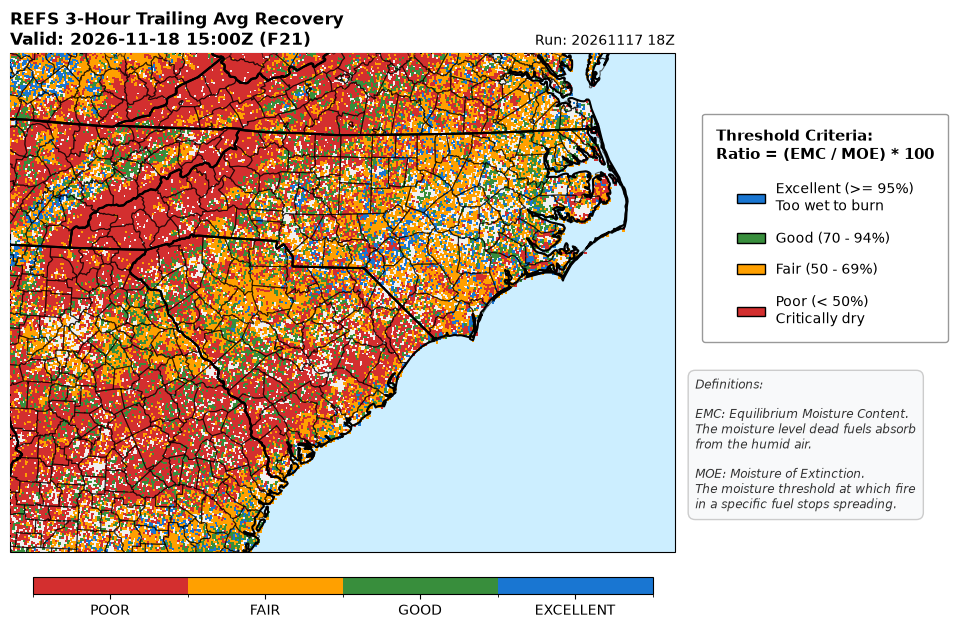 REFS 3-Hour Trailing Avg Recovery
Valid: 2026-11-18 15:00Z (F21)
Run: 20261117 18Z
Threshold Criteria:
Ratio = (EMC / MOE) * 100
Excellent (>= 95%)
Too wet to burn
Good (70 - 94%)
Fair (50 - 69%)
Poor (< 50%)
Critically dry
Definitions:
EMC: Equilibrium Moisture Content.
The moisture level dead fuels absorb
from the humid air.
MOE: Moisture of Extinction.
The moisture threshold at which fire
in a specific fuel stops spreading.
POOR
FAIR
GOOD
EXCELLENT